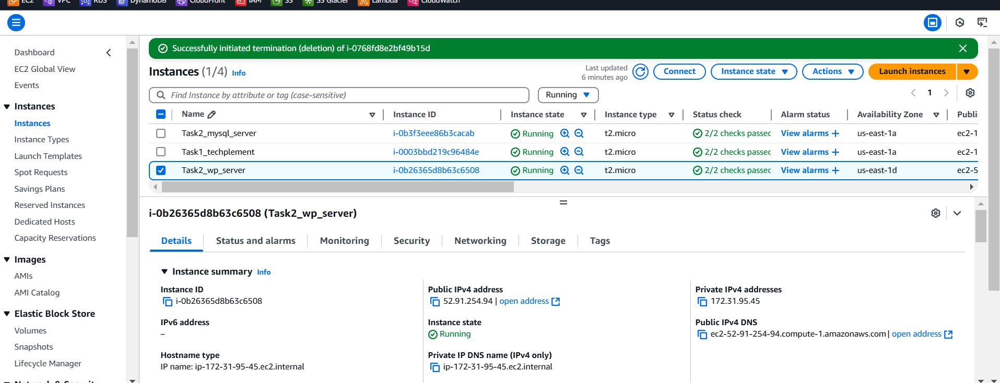 EC2 VPC RDS DynamoDB CloudFront IAM S3 S3 Glacier Lambda CloudWatch
Dashboard
EC2 Global View
Events
Instances
Instances
Instance Types
Launch Templates
Spot Requests
Savings Plans
Reserved Instances
Dedicated Hosts
Capacity Reservations
Images
AMIs
AMI Catalog
Elastic Block Store
Volumes
Snapshots
Lifecycle Manager
Network & Security
Successfully initiated termination (deletion) of i-0768fd8e2bf49b15d
Instances (1/4) Info
Last updated
6 minutes ago
Connect Instance state Actions Launch instances
Find Instance by attribute or tag (case-sensitive) Running 1
Name Instance ID Instance state Instance type Status check Alarm status Availability Zone Publi
Task2_mysql_server i-0b3f3eee86b3cacab Running t2.micro 2/2 checks passec View alarms + us-east-1a ec2-1
Task1_techplement i-0003bbd219c96484e Running t2.micro 2/2 checks passec View alarms + us-east-1a ec2-1
Task2_wp_server i-0b26365d8b63c6508 Running t2.micro 2/2 checks passec View alarms + us-east-1d ec2-5
i-0b26365d8b63c6508 (Task2_wp_server)
Details Status and alarms Monitoring Security Networking Storage Tags
Instance summary Info
Instance ID
i-0b26365d8b63c6508
Public IPv4 address
52.91.254.94 | open address
Private IPv4 addresses
172.31.95.45
IPv6 address
–
Instance state
Running
Public IPv4 DNS
ec2-52-91-254-94.compute-1.amazonaws.com | open address
Hostname type
IP name: ip-172-31-95-45.ec2.internal
Private IP DNS name (IPv4 only)
ip-172-31-95-45.ec2.internal